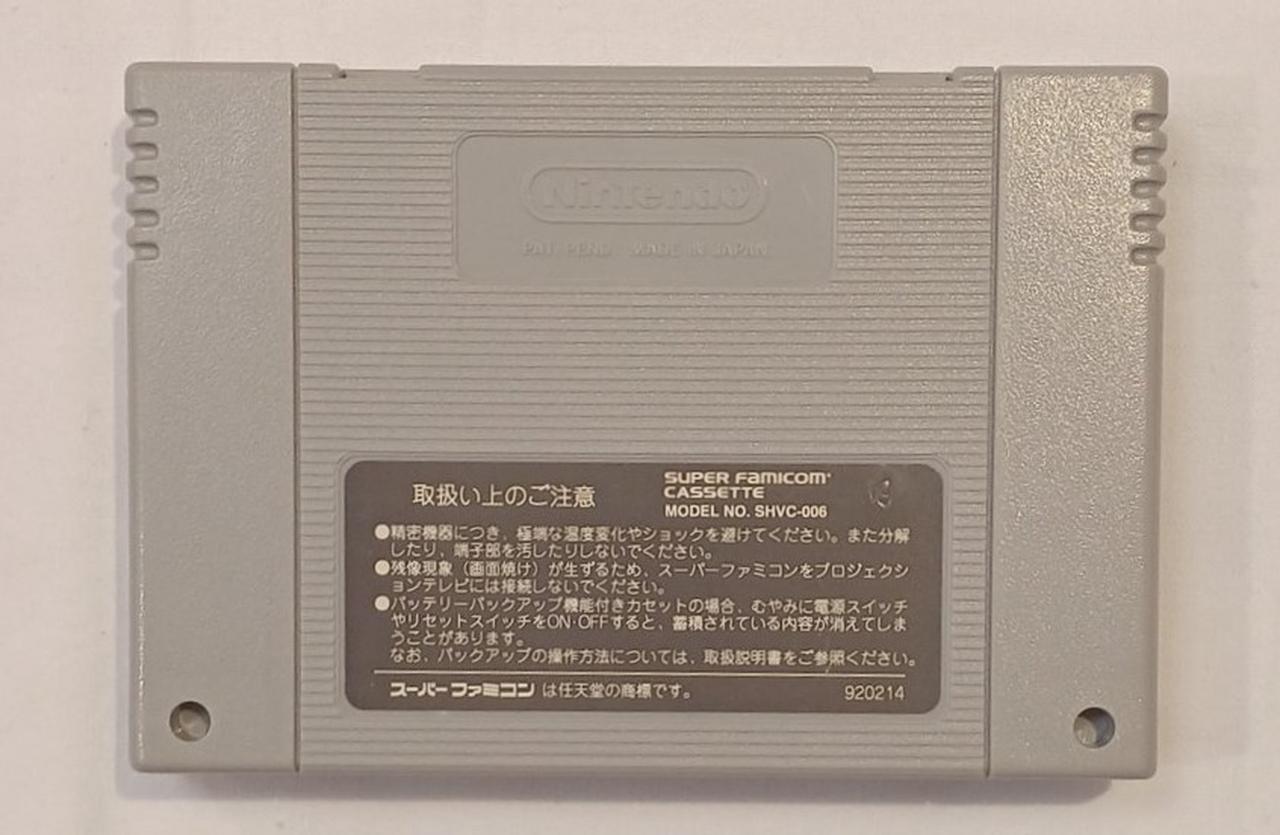 Nintendo
PAT. PEND. MADE IN JAPAN
取扱い上のご注意
SUPER FAMICOM
CASSETTE
MODEL NO. SHVC-006
●精密機器につき、極端な温度変化やショックを避けてください。また分解
したり、端子部を汚したりしないでください。
●残像現象（画面焼け）が生ずるため、スーパーファミコンをプロジェクシ
ョンテレビには接続しないでください。
●バッテリーバックアップ機能付きカセットの場合、むやみに電源スイッチ
やリセットスイッチをON・OFFすると、蓄積されている内容が消えてしま
うことがあります。
なお、バックアップの操作方法については、取扱説明書をご参照ください。
スーパーファミコン は任天堂の商標です。
920214